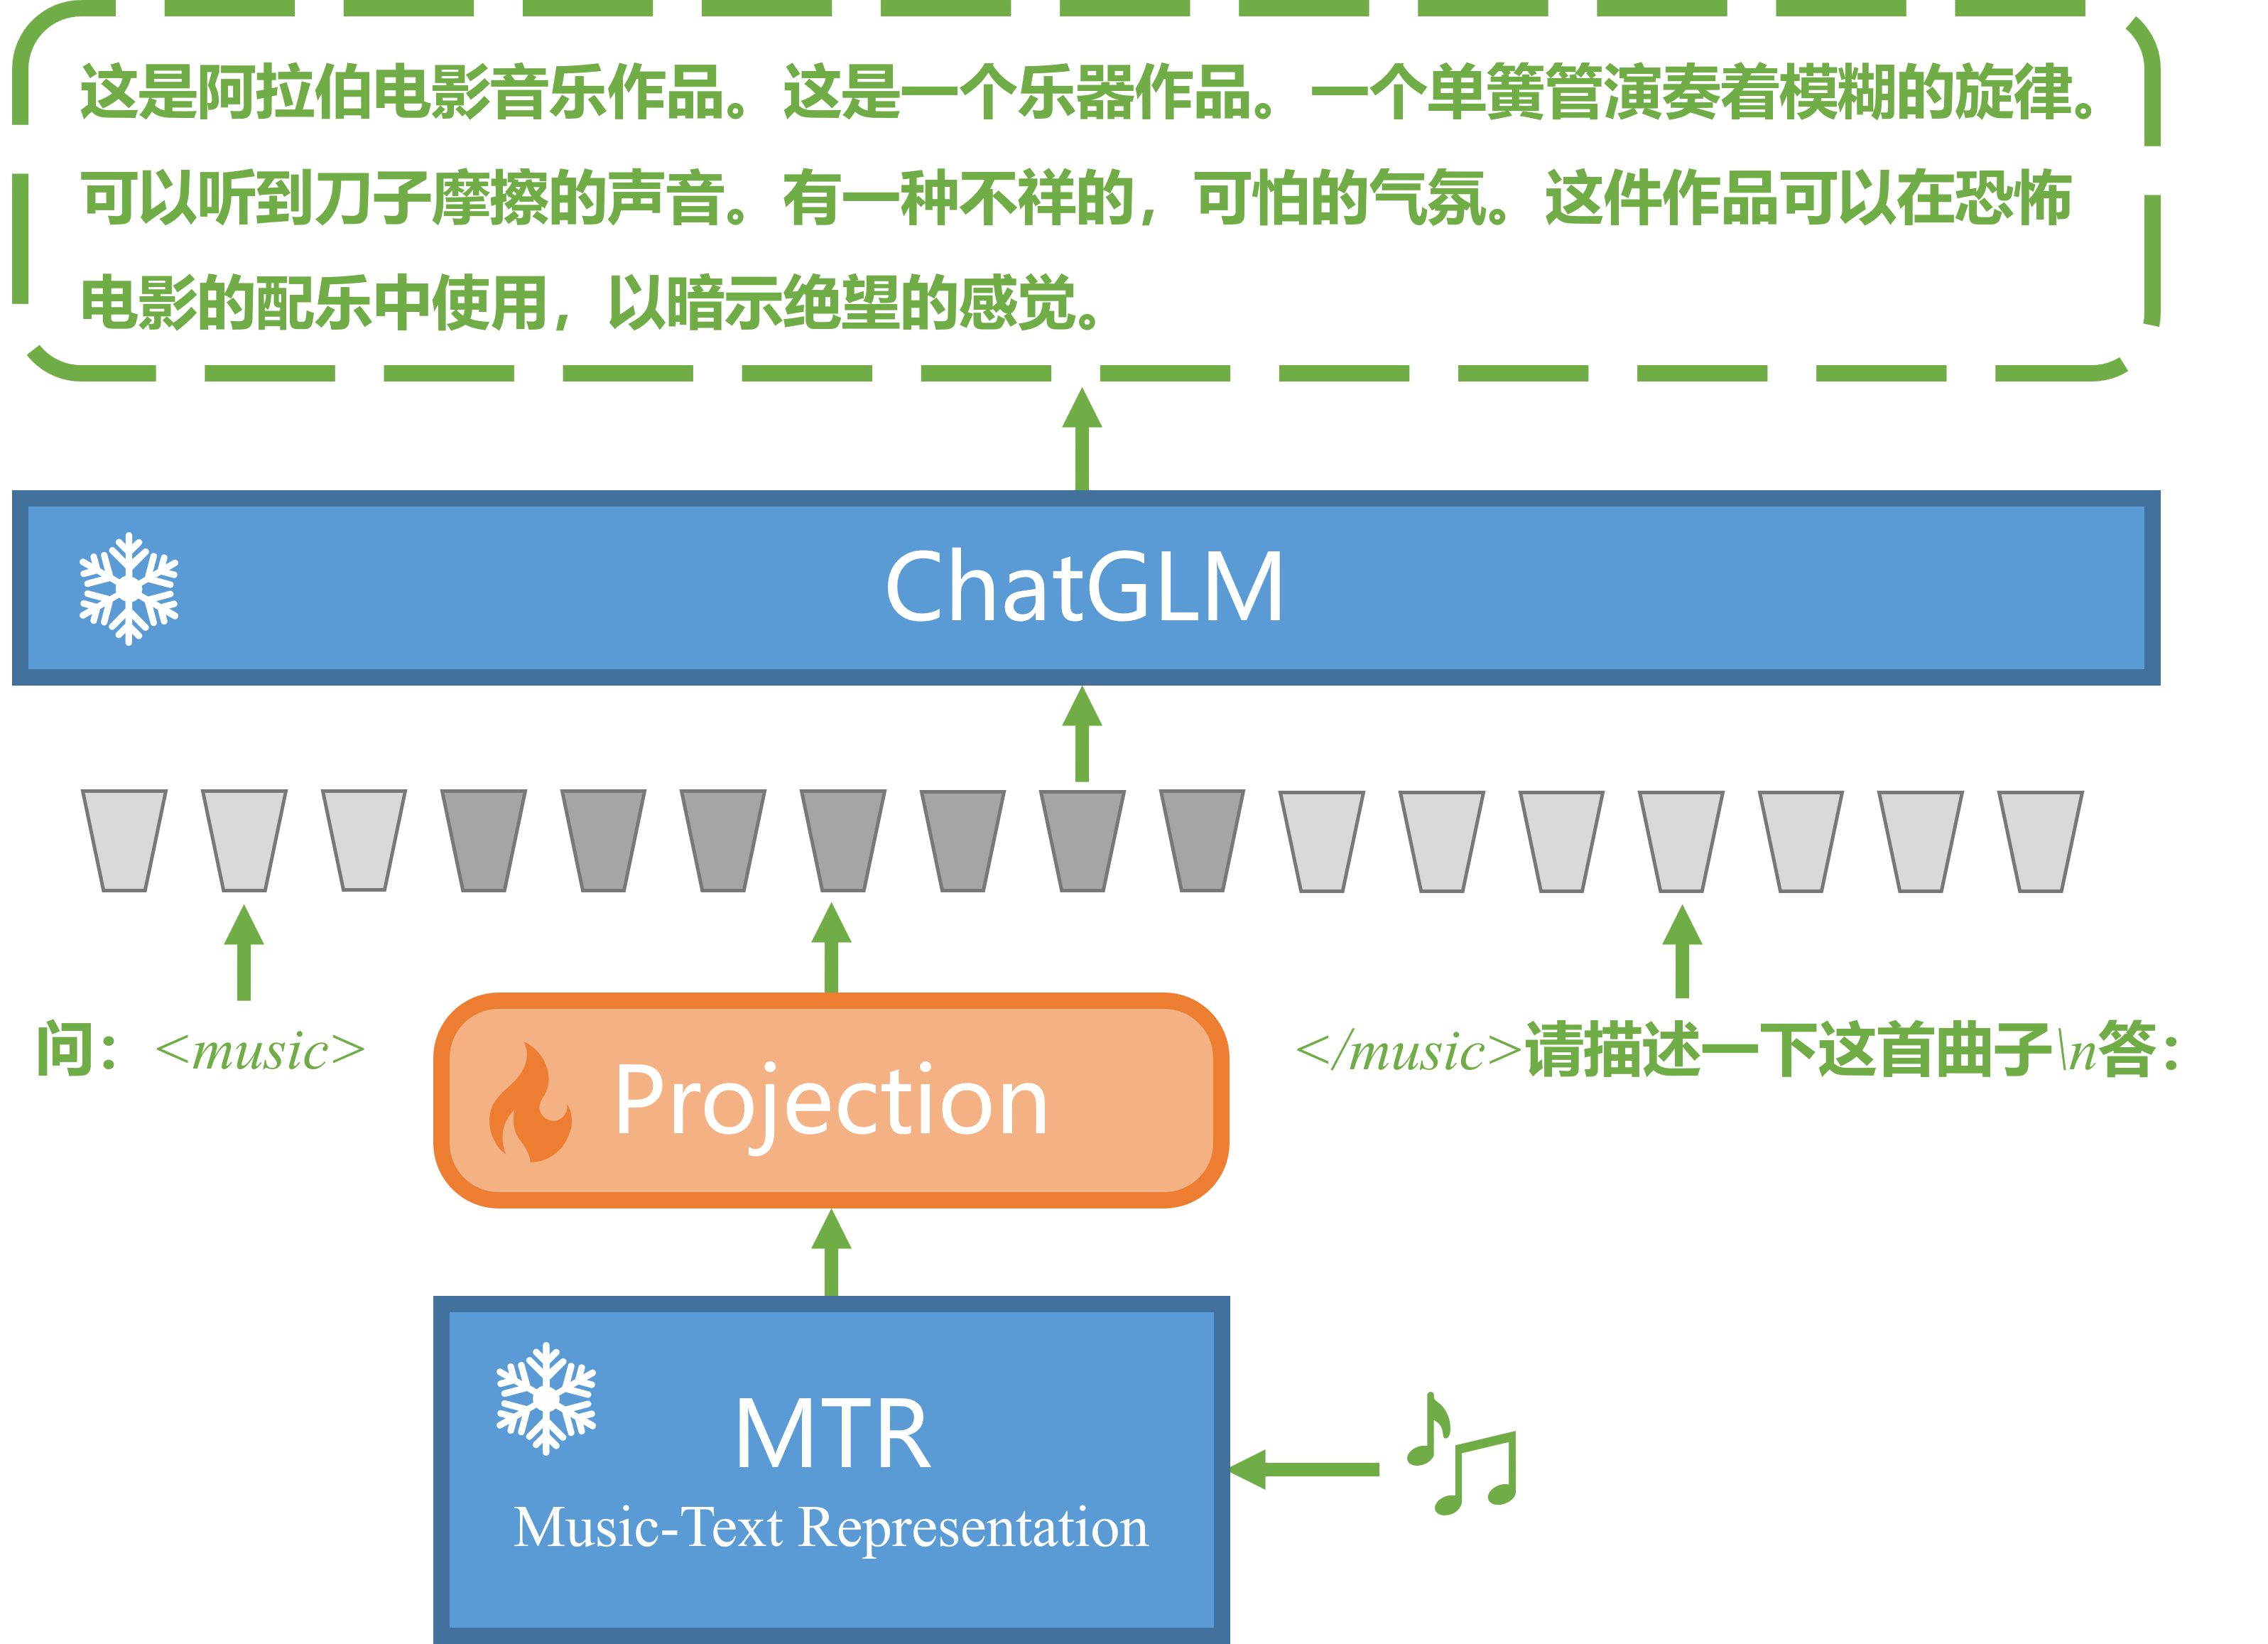 这是阿拉伯电影音乐作品。这是一个乐器作品。一个单簧管演奏着莫测的旋律。
可以听到刀子摩擦的声音。有一种不祥的，可怕的气氛。这件作品可以在恐怖
电影的配乐中使用，以暗示绝望的感觉。
ChatGLM
问：<music>
</music>请描述一下这首曲子\n答：
Projection
MTR
Music-Text Representation